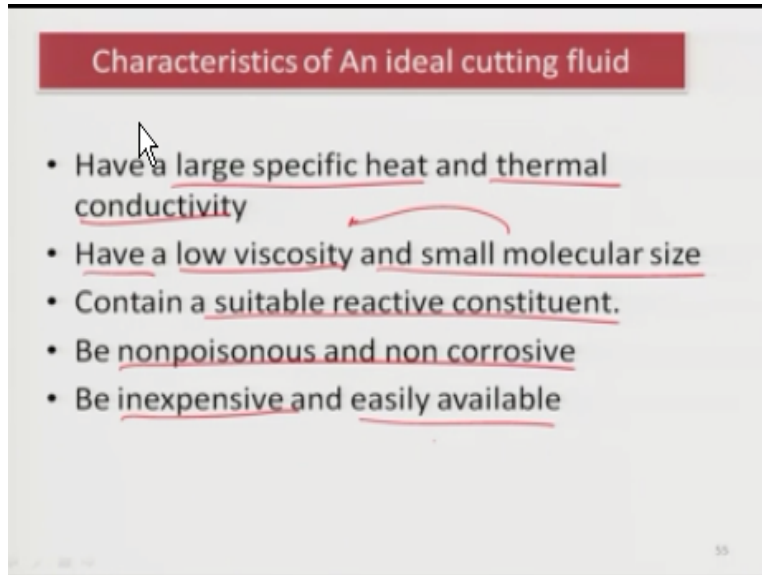 Characteristics of An ideal cutting fluid
• Have a large specific heat and thermal
conductivity
• Have a low viscosity and small molecular size
• Contain a suitable reactive constituent.
• Be nonpoisonous and non corrosive
• Be inexpensive and easily available
55